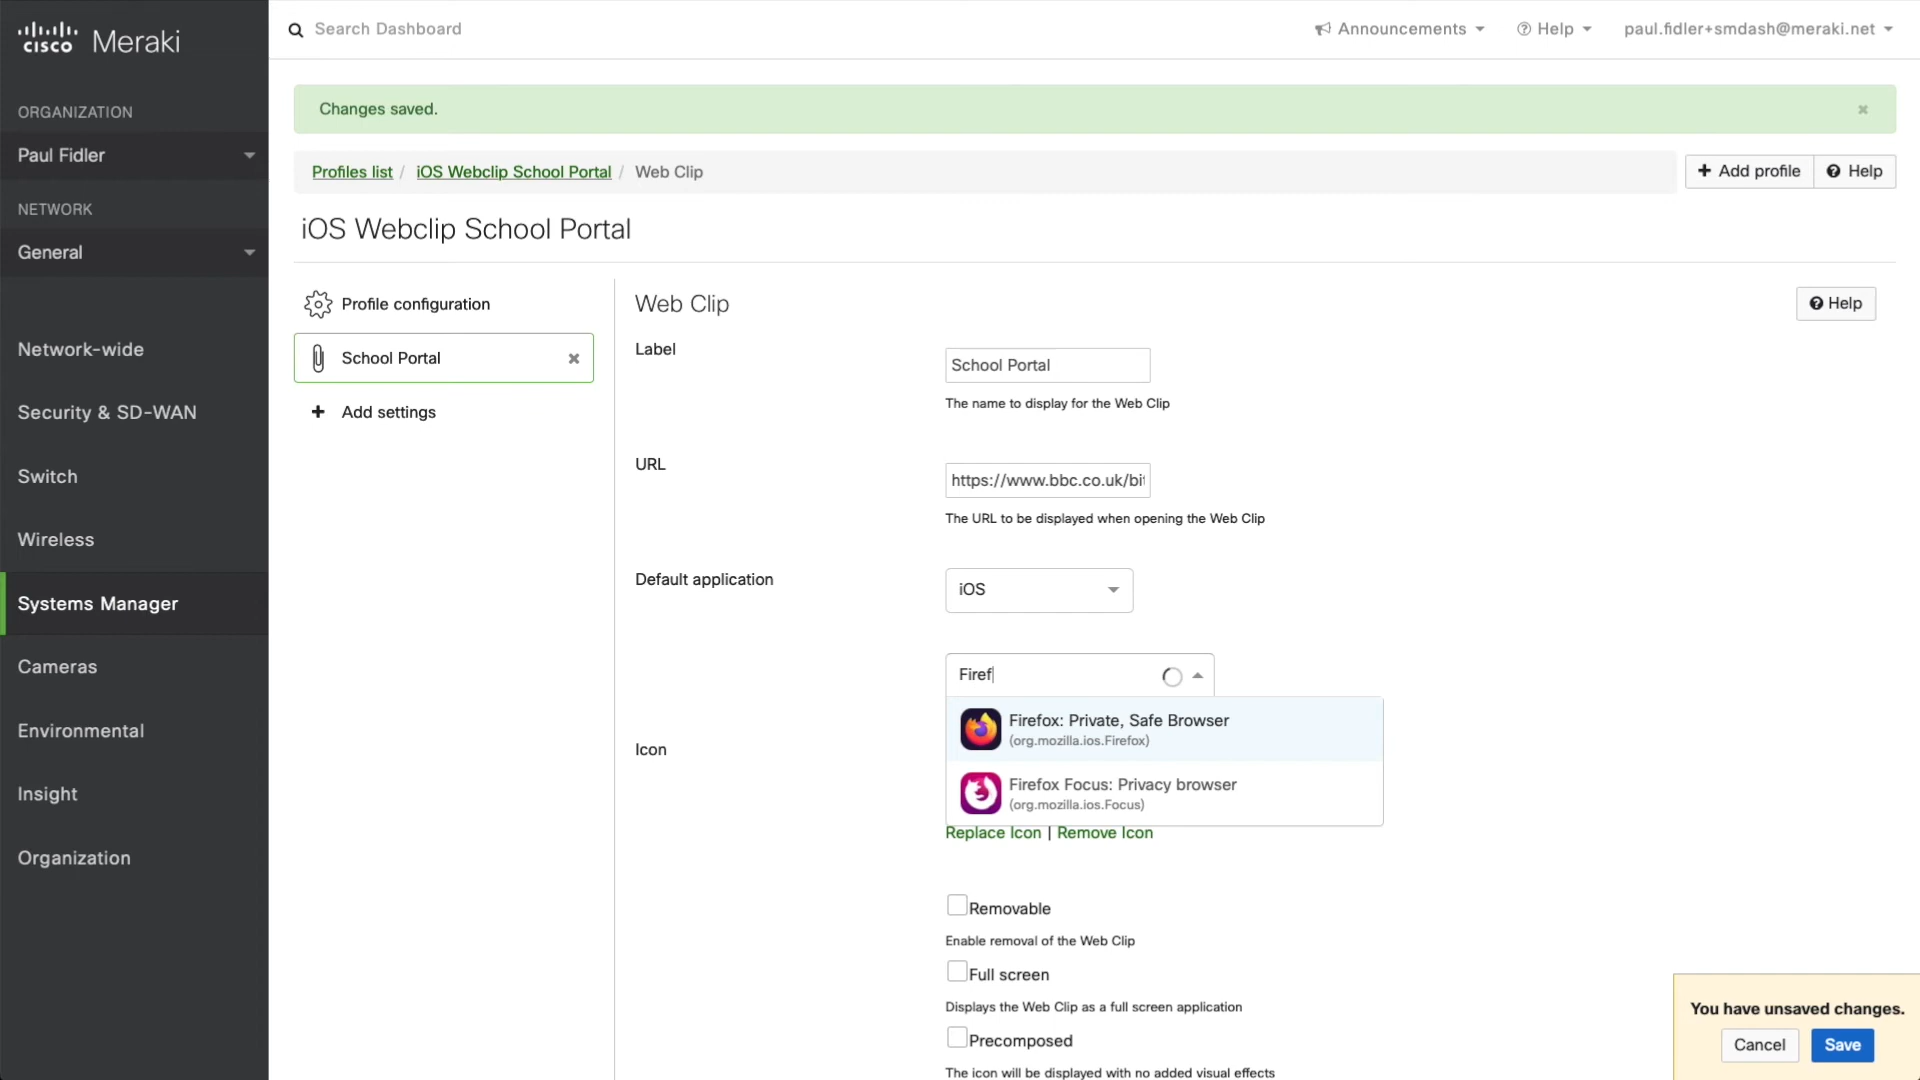 CISCO Meraki
Search Dashboard
Announcements
Help
paul.fidler+smdash@meraki.net
ORGANIZATION
Paul Fidler
NETWORK
General
Network-wide
Security & SD-WAN
Switch
Wireless
Systems Manager
Cameras
Environmental
Insight
Organization
Changes saved.
Profiles list / iOS Webclip School Portal / Web Clip
+ Add profile
Help
iOS Webclip School Portal
Profile configuration
School Portal
+ Add settings
Web Clip
Help
Label
School Portal
The name to display for the Web Clip
URL
https://www.bbc.co.uk/bit
The URL to be displayed when opening the Web Clip
Default application
iOS
Firef
Firefox: Private, Safe Browser
(org.mozilla.ios.Firefox)
Firefox Focus: Privacy browser
(org.mozilla.ios.Focus)
Icon
Replace Icon | Remove Icon
Removable
Enable removal of the Web Clip
Full screen
Displays the Web Clip as a full screen application
Precomposed
The icon will be displayed with no added visual effects
You have unsaved changes.
Cancel
Save